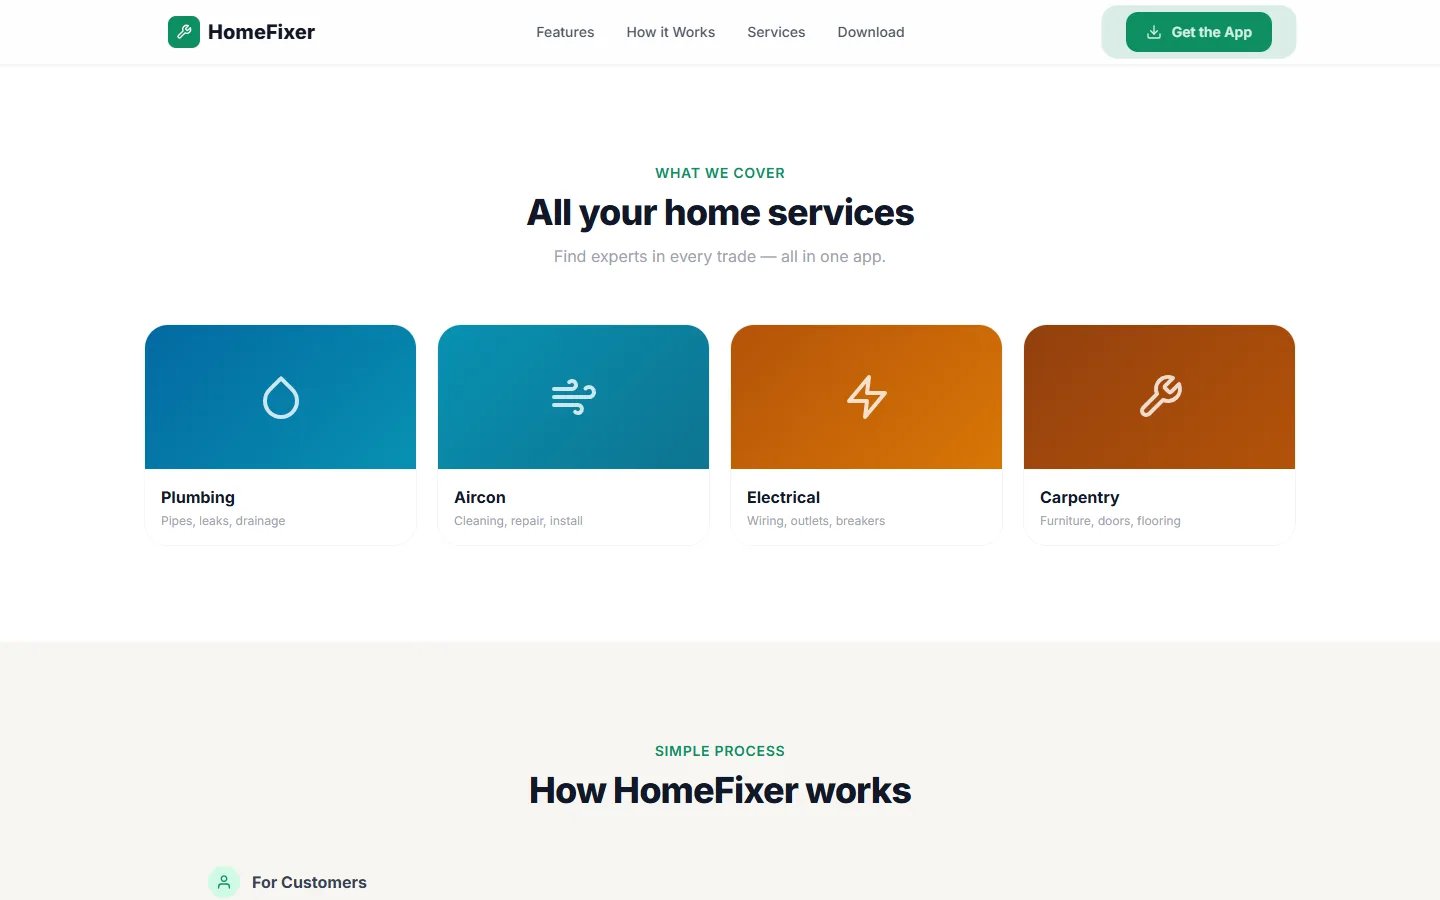 HomeFixer
Features
How it Works
Services
Download
Get the App
WHAT WE COVER
All your home services
Find experts in every trade — all in one app.
Plumbing
Pipes, leaks, drainage
Aircon
Cleaning, repair, install
Electrical
Wiring, outlets, breakers
Carpentry
Furniture, doors, flooring
SIMPLE PROCESS
How HomeFixer works
For Customers